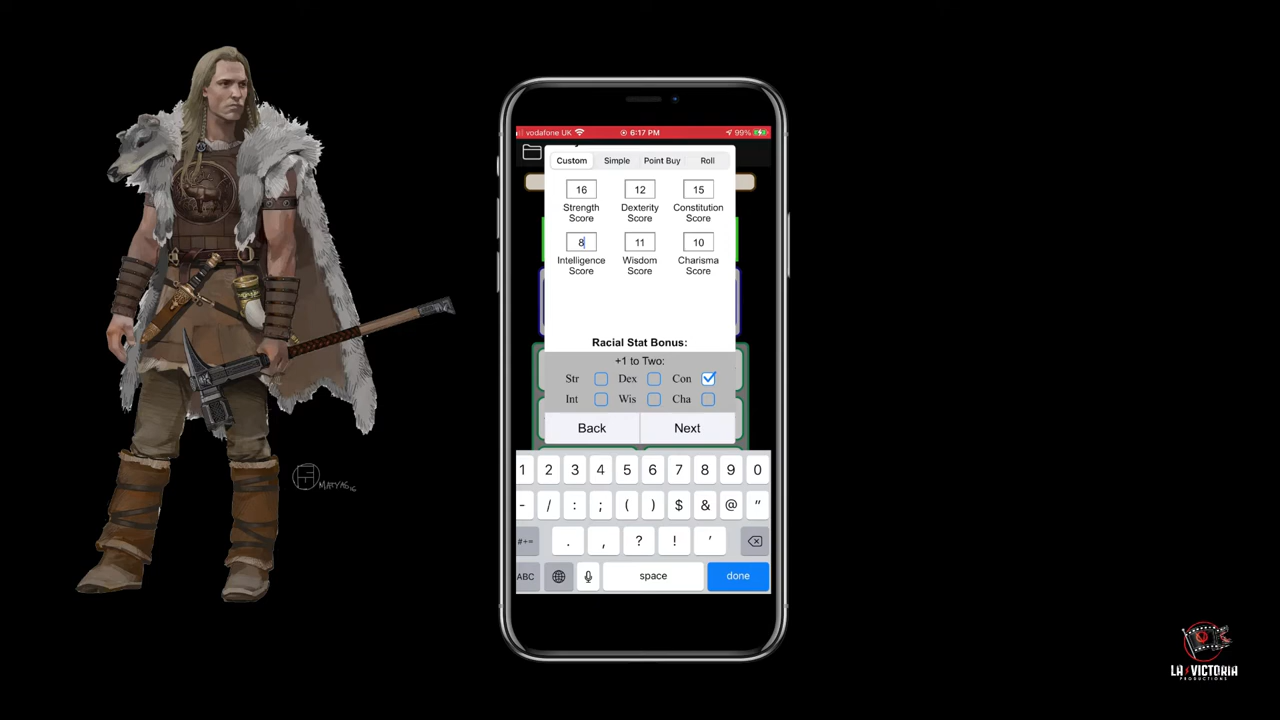 vodafone UK 6:17 PM 99%
Custom Simple Point Buy Roll
16 12 15
Strength Score Dexterity Score Constitution Score
8 11 10
Intelligence Score Wisdom Score Charisma Score
Racial Stat Bonus:
+1 to Two:
Str Dex Con
Int Wis Cha
Back Next
1 2 3 4 5 6 7 8 9 0
- / : ; ( ) $ & @ "
#+= . , ? ! '
ABC space done
MATYAS
LA VICTORIA
PRODUCTIONS